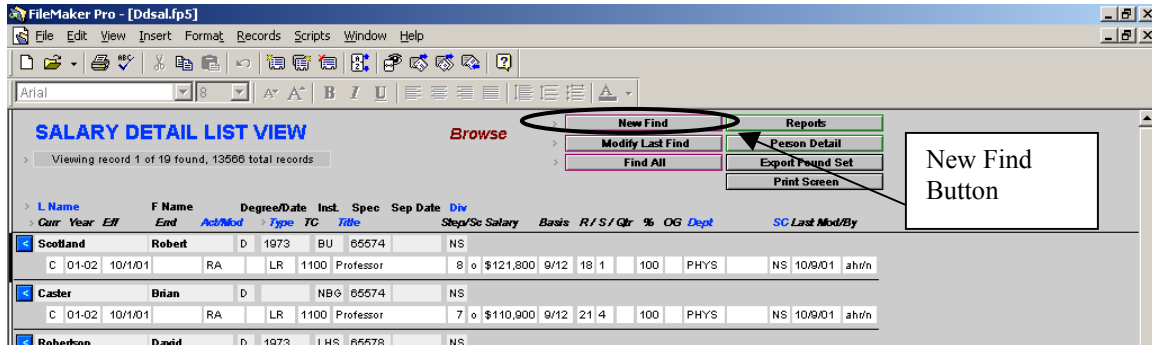 FileMaker Pro - [Ddsal.fp5]
File Edit View Insert Format Records Scripts Window Help
Arial 8 B I U A
SALARY DETAIL LIST VIEW Browse New Find Reports
Modify Last Find Person Detail
Viewing record 1 of 19 found, 13566 total records Find All Export Found Set
Print Screen
New Find
Button
> L Name F Name Degree/Date Inst. Spec Sep Date Div
> Curr Year Eff End Act/Mod > Type TC Title Step/Sc Salary Basis R / S / Qtr % OG Dept SC Last Mod/By
< Scotland Robert D 1973 BU 65574 NS
C 01-02 10/1/01 RA LR 1100 Professor 8 o $121,800 9/12 18 1 100 PHYS NS 10/9/01 ahr/n
< Caster Brian D NBG 65574 NS
C 01-02 10/1/01 RA LR 1100 Professor 7 o $110,900 9/12 21 4 100 PHYS NS 10/9/01 ahr/n
< Robertson David D 1973 LHS 65578 NS